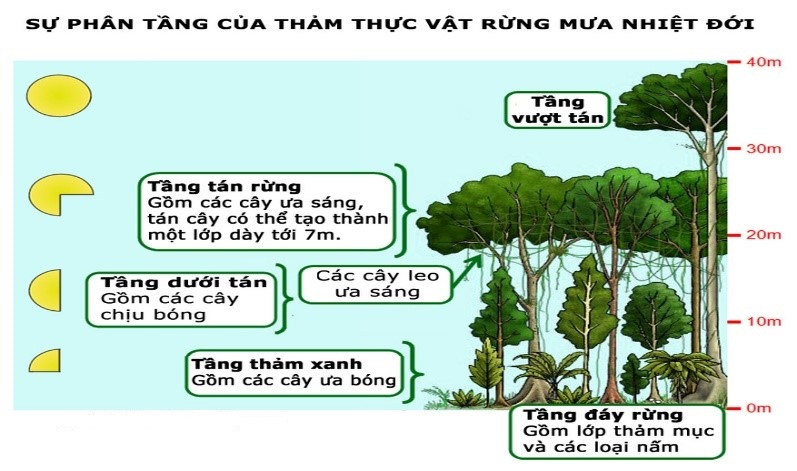 SỰ PHÂN TẦNG CỦA THẢM THỰC VẬT RỪNG MƯA NHIỆT ĐỚI
40m
Tầng
vượt tán
30m
Tầng tán rừng
Gồm các cây ưa sáng,
tán cây có thể tạo thành
một lớp dày tới 7m.
20m
Tầng dưới tán
Gồm các cây
chịu bóng
Các cây leo
ưa sáng
10m
Tầng thảm xanh
Gồm các cây ưa bóng
0m
Tầng đáy rừng
Gồm lớp thảm mục
và các loại nấm